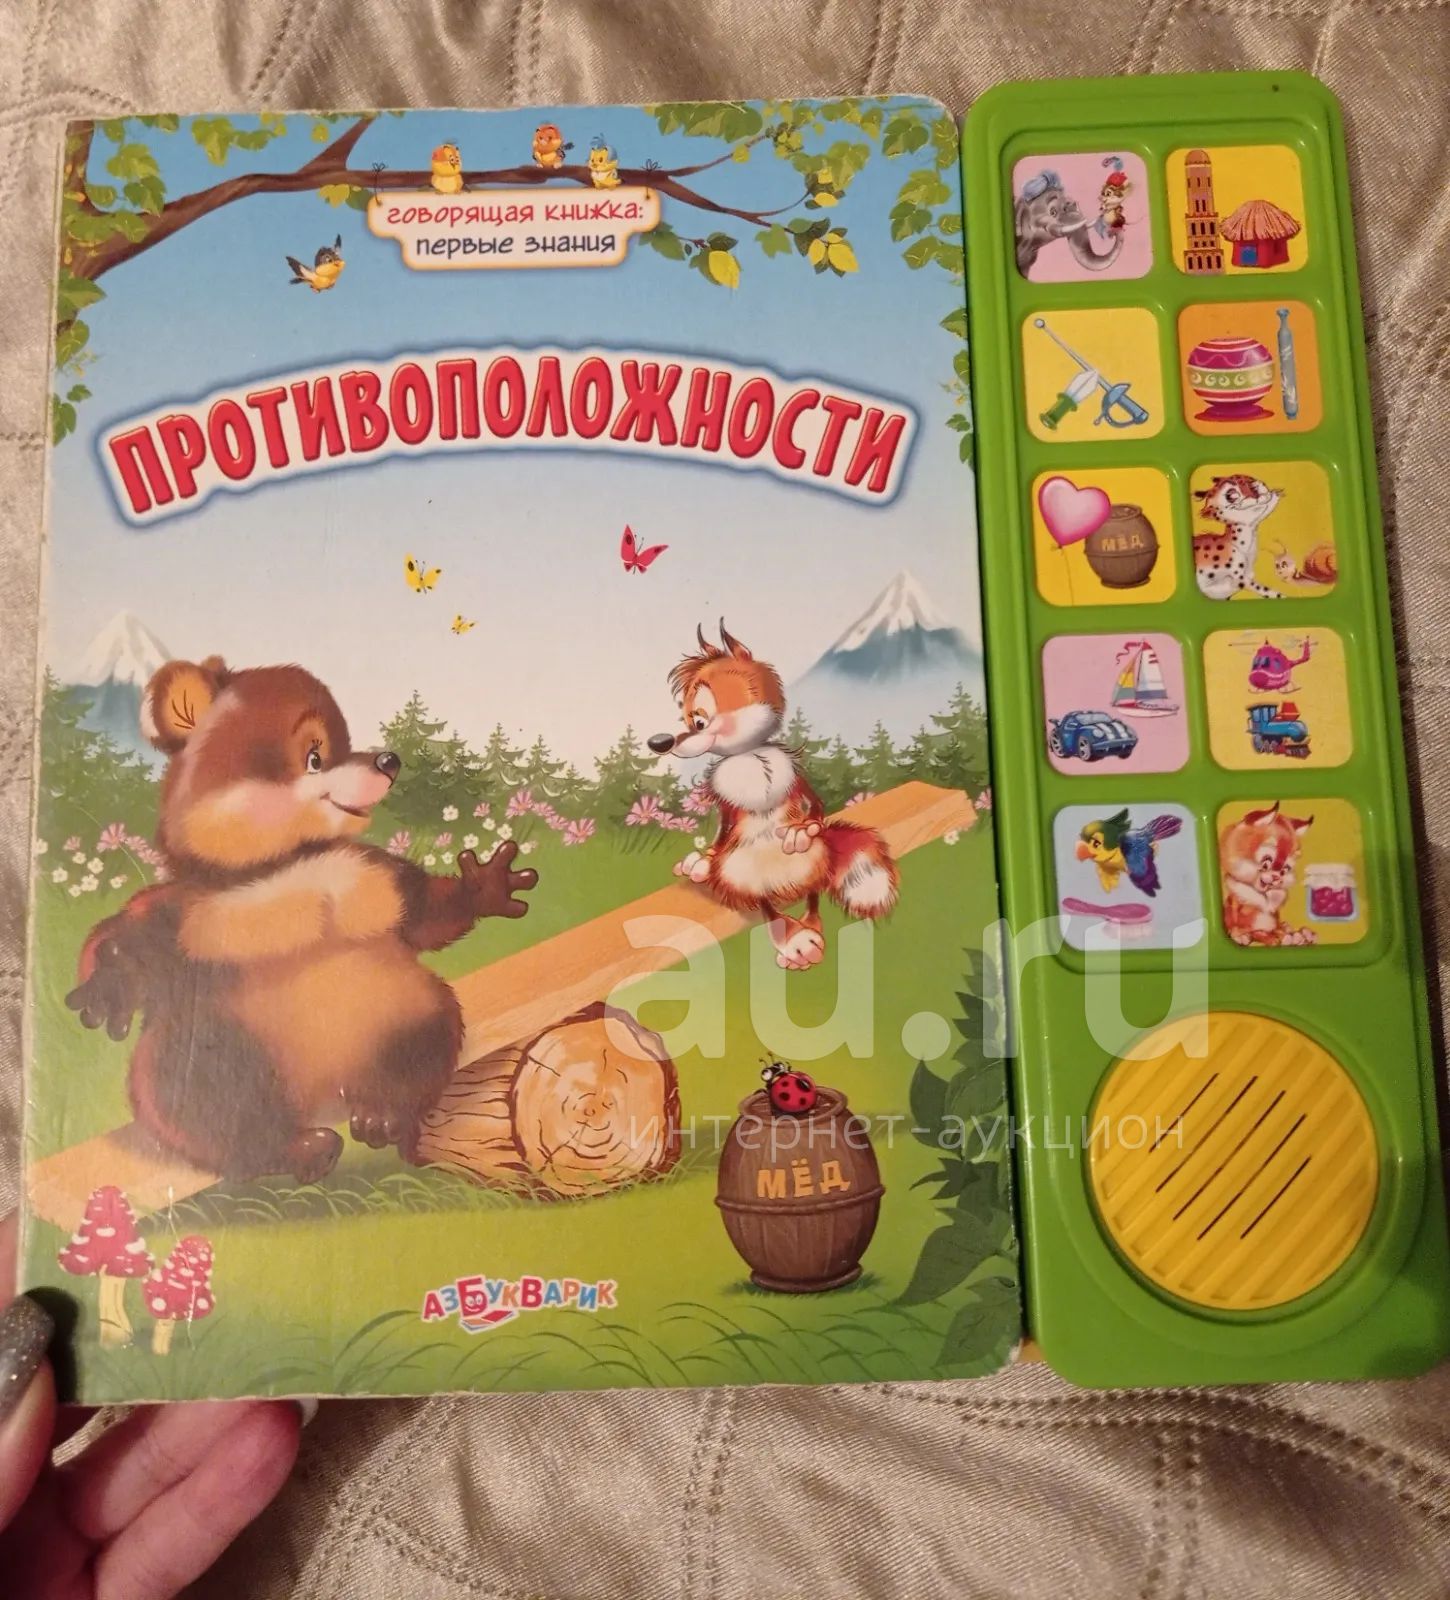 говорящая книжка:
первые знания
ПРОТИВОПОЛОЖНОСТИ
МЁД
au.ru
интернет-аукцион
МЁД
АЗБУКВАРИК